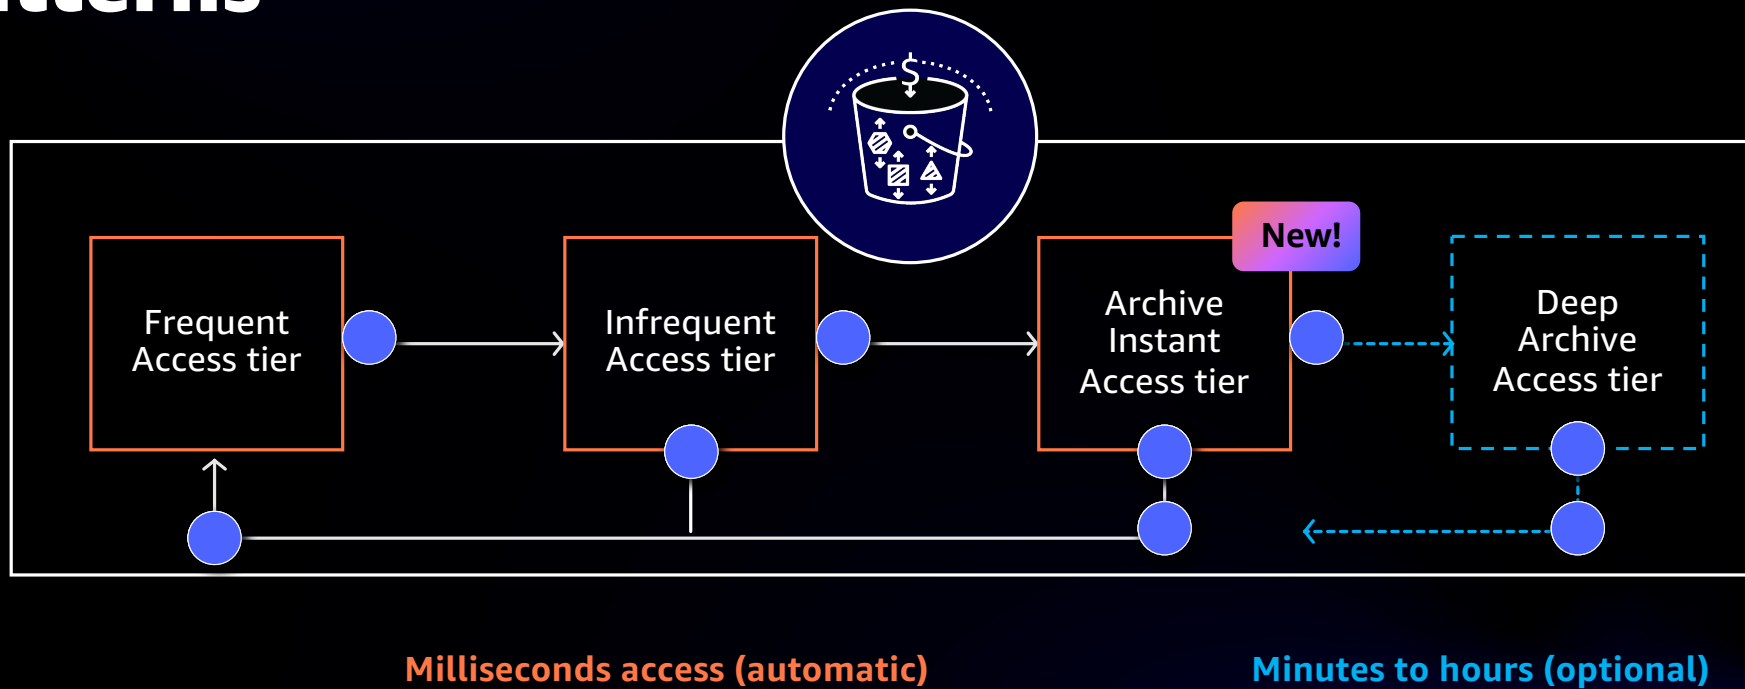 Frequent
Access tier
Infrequent
Access tier
New!
Archive
Instant
Access tier
Deep
Archive
Access tier
Milliseconds access (automatic)
Minutes to hours (optional)